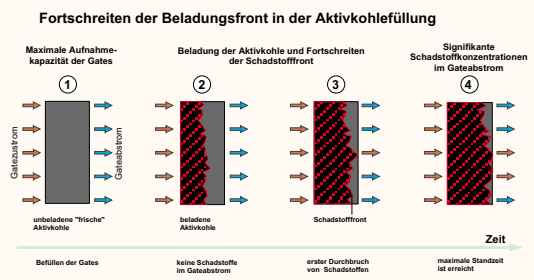 Fortschreiten der Beladungsfront in der Aktivkohlefüllung
Maximale Aufnahme-
kapazität der Gates
Beladung der Aktivkohle und Fortschreiten
der Schadstofffront
Signifikante
Schadstoffkonzentrationen
im Gateabstrom
1
2
3
4
Gatezustrom
Gateabstrom
unbeladene "frische"
Aktivkohle
beladene
Aktivkohle
Schadstofffront
Zeit
Befüllen der Gates
keine Schadstoffe
im Gateabstrom
erster Durchbruch
von Schadstoffen
maximale Standzeit
ist erreicht